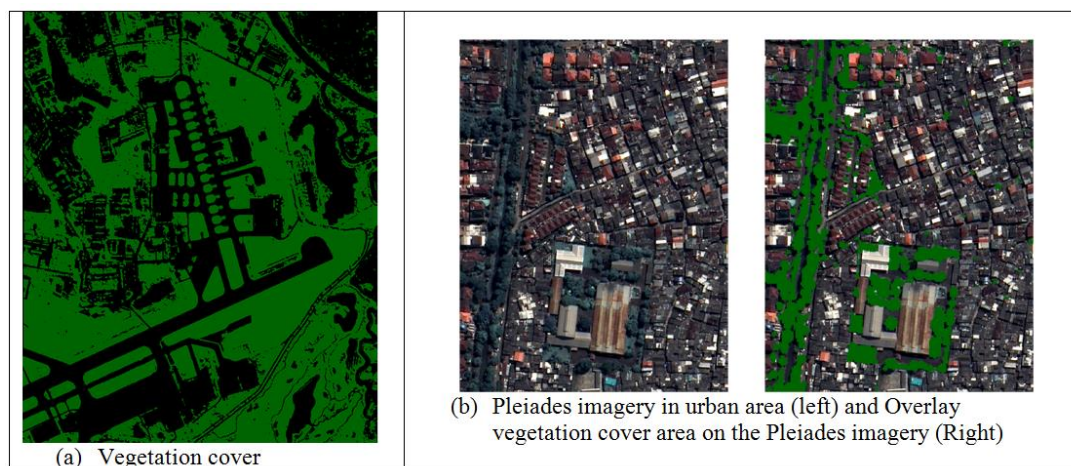 (a) Vegetation cover
(b) Pleiades imagery in urban area (left) and Overlay
vegetation cover area on the Pleiades imagery (Right)